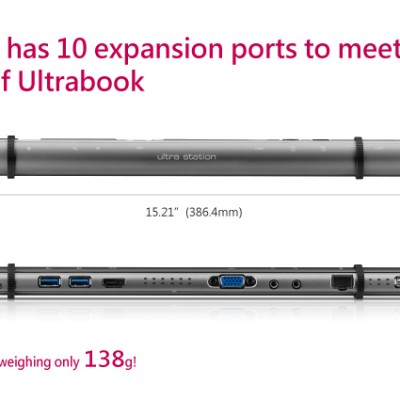 has 10 expansion ports to meet
f Ultrabook
ultra station
15.21" (386.4mm)
weighing only 138g!